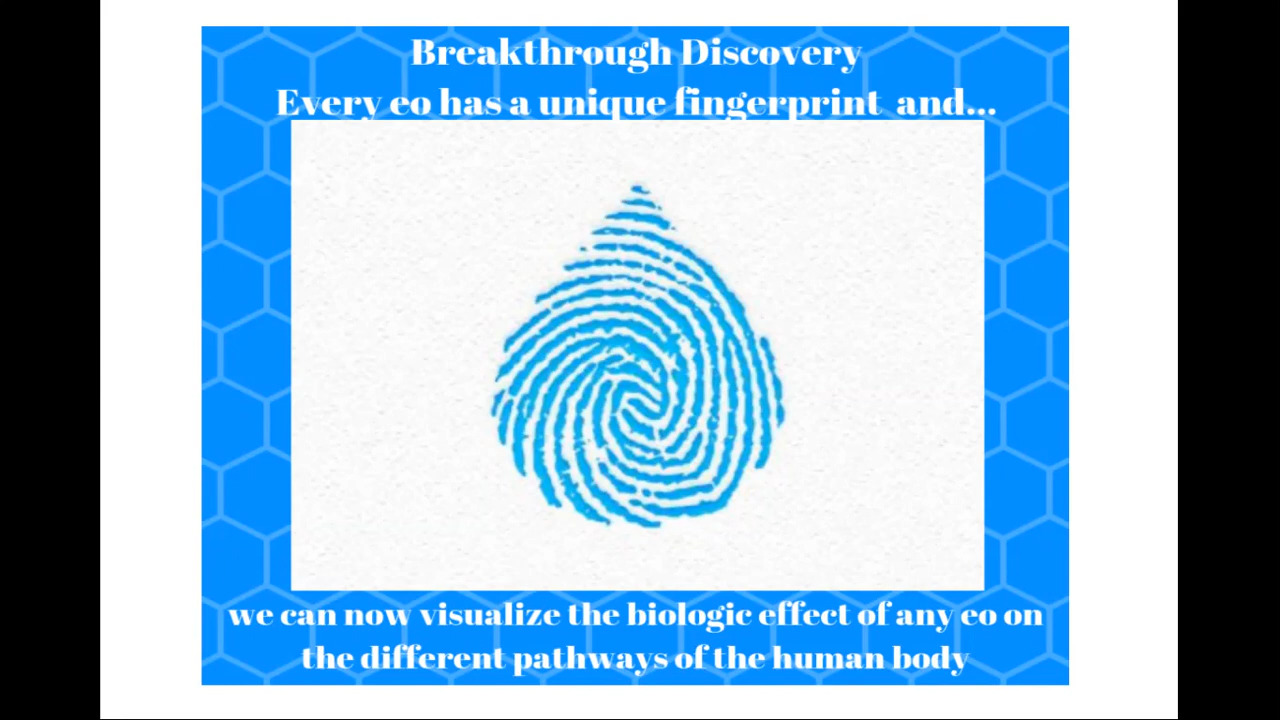 Breakthrough Discovery
Every eo has a unique fingerprint and...
we can now visualize the biologic effect of any eo on
the different pathways of the human body